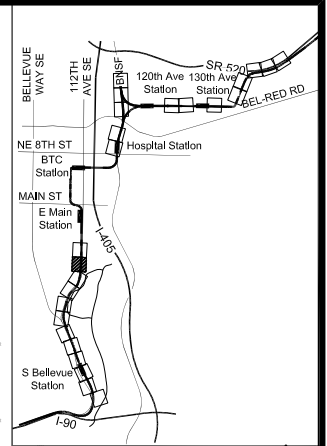 BELLEVUE
WAY SE
112TH
AVE SE
BNSF
SR-520
120th Ave
Station
130th Ave
Station
BEL-RED RD
NE 8TH ST
Hospital Station
BTC
Station
MAIN ST
E Main
Station
I-405
S Bellevue
Station
I-90